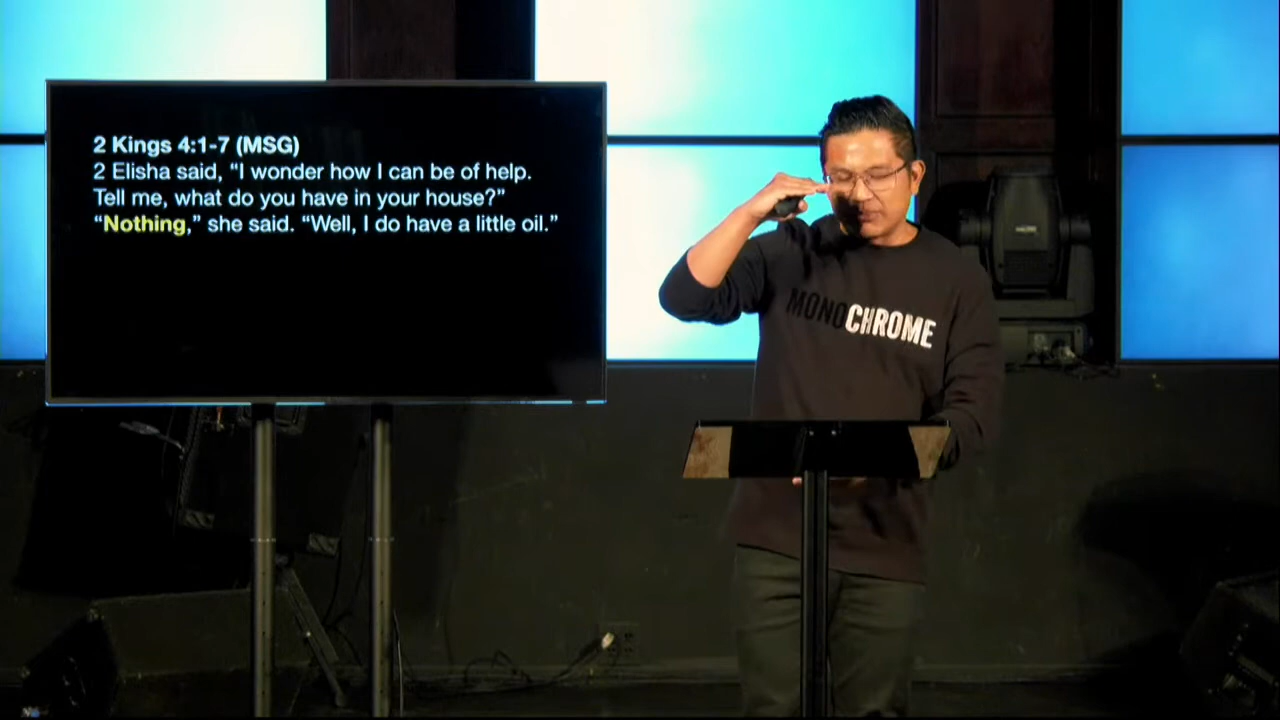 2 Kings 4:1-7 (MSG)
2 Elisha said, “I wonder how I can be of help.
Tell me, what do you have in your house?”
“Nothing,” she said. “Well, I do have a little oil.”
MONOCHROME